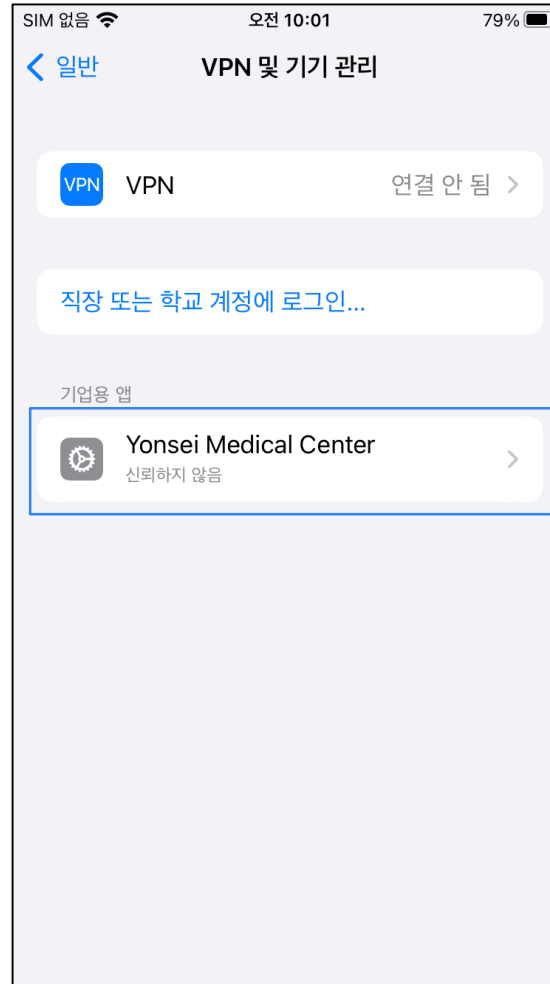 SIM 없음 오전 10:01 79%
일반 VPN 및 기기 관리
VPN VPN 연결 안 됨
직장 또는 학교 계정에 로그인...
기업용 앱
Yonsei Medical Center
신뢰하지 않음